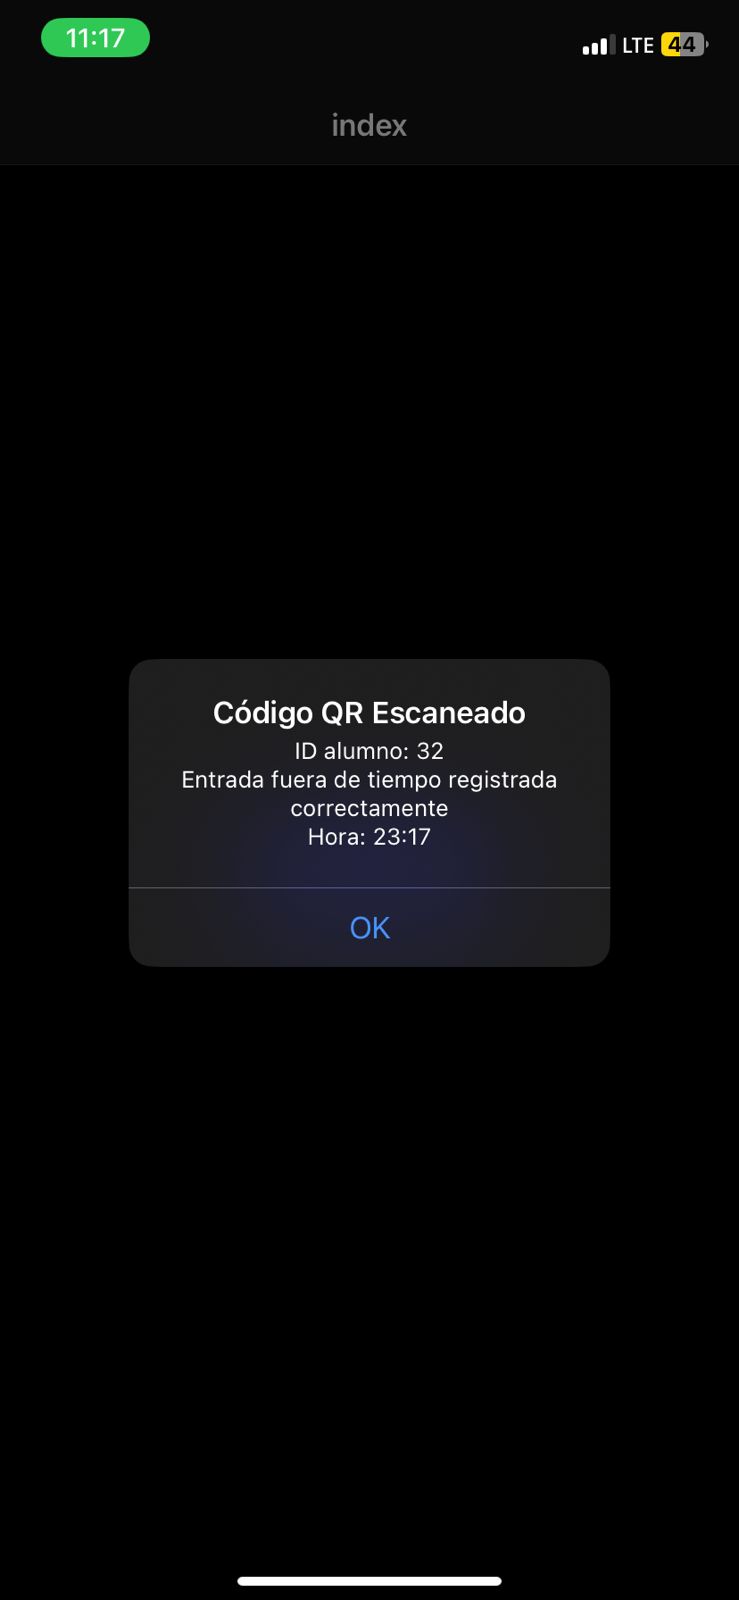 11:17
LTE 44
index
Código QR Escaneado
ID alumno: 32
Entrada fuera de tiempo registrada
correctamente
Hora: 23:17
OK